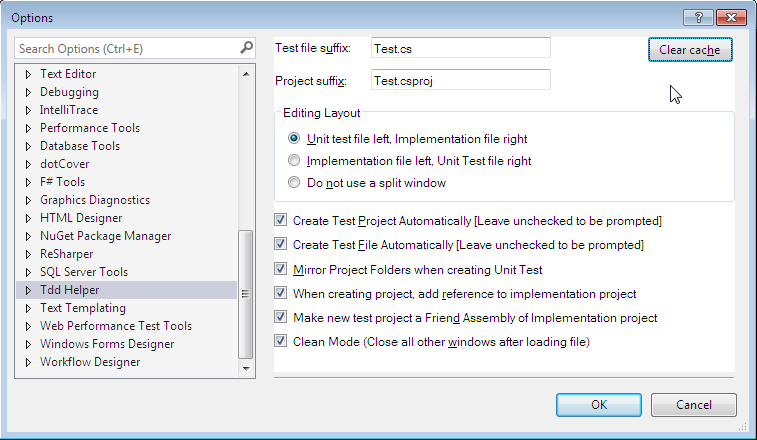 Options
Search Options (Ctrl+E)
Text Editor
Debugging
IntelliTrace
Performance Tools
Database Tools
dotCover
F# Tools
Graphics Diagnostics
HTML Designer
NuGet Package Manager
ReSharper
SQL Server Tools
Tdd Helper
Text Templating
Web Performance Test Tools
Windows Forms Designer
Workflow Designer
Test file suffix: Test.cs
Clear cache
Project suffix: Test.csproj
Editing Layout
Unit test file left, Implementation file right
Implementation file left, Unit Test file right
Do not use a split window
Create Test Project Automatically [Leave unchecked to be prompted]
Create Test File Automatically [Leave unchecked to be prompted]
Mirror Project Folders when creating Unit Test
When creating project, add reference to implementation project
Make new test project a Friend Assembly of Implementation project
Clean Mode (Close all other windows after loading file)
OK
Cancel